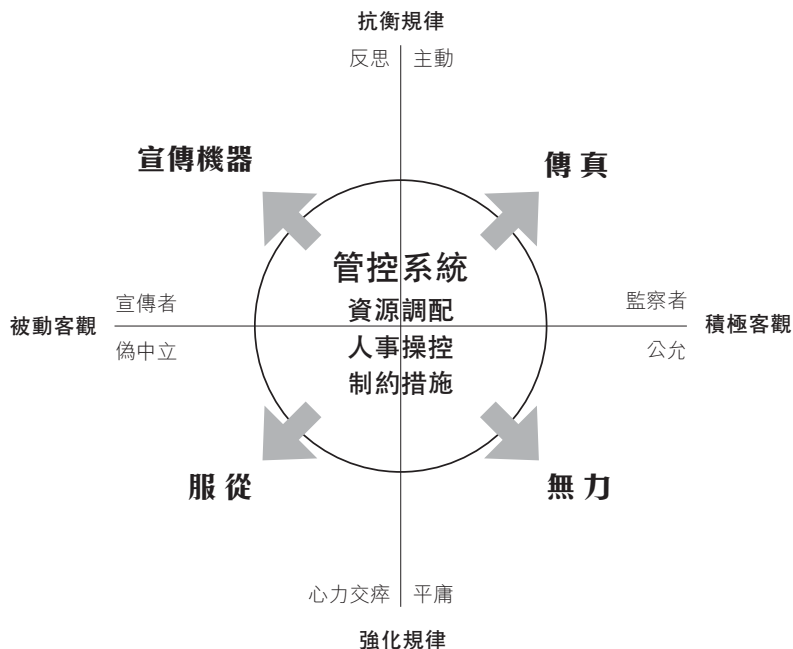 抗衡規律
反思 主動
宣傳機器
傳真
管控系統
資源調配
人事操控
制約措施
宣傳者
被動客觀
偽中立
監察者
積極客觀
公允
服從
無力
心力交瘁 平庸
強化規律